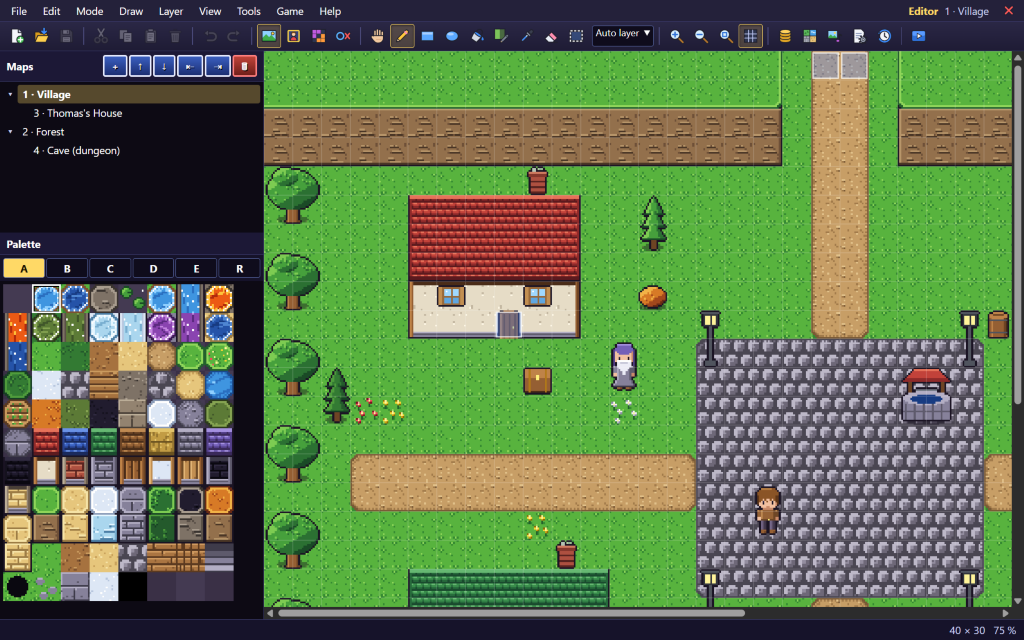 File Edit Mode Draw Layer View Tools Game Help
Editor 1 · Village
Auto layer
Maps
1 · Village
3 · Thomas's House
2 · Forest
4 · Cave (dungeon)
Palette
A B C D E R
40 × 30 75 %